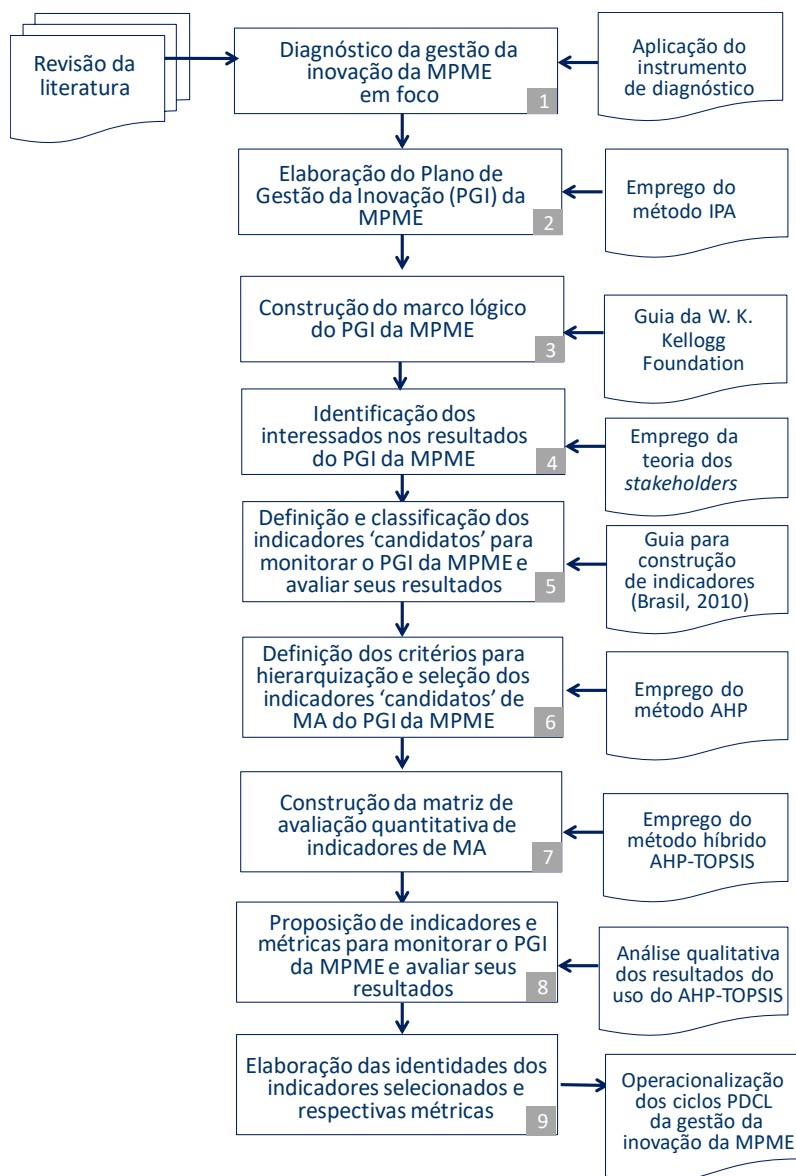 Revisão da
literatura
Diagnóstico da gestão da
inovação da MPME
em foco
1
Aplicação do
instrumento
de diagnóstico
Elaboração do Plano de
Gestão da Inovação (PGI) da
MPME
2
Emprego do
método IPA
Construção do marco lógico
do PGI da MPME
3
Guia da W. K.
Kellogg
Foundation
Identificação dos
interessados nos resultados
do PGI da MPME
4
Emprego da
teoria dos
stakeholders
Definição e classificação dos
indicadores ‘candidatos’ para
monitorar o PGI da MPME e
avaliar seus resultados
5
Guia para
construção
de indicadores
(Brasil, 2010)
Definição dos critérios para
hierarquização e seleção dos
indicadores ‘candidatos’ de
MA do PGI da MPME
6
Emprego do
método AHP
Construção da matriz de
avaliação quantitativa de
indicadores de MA
7
Emprego do
método híbrido
AHP-TOPSIS
Proposição de indicadores e
métricas para monitorar o PGI
da MPME e avaliar seus
resultados
8
Análise qualitativa
dos resultados do
uso do AHP-TOPSIS
Elaboração das identidades dos
indicadores selecionados e
respectivas métricas
9
Operacionalização
dos ciclos PDCL
da gestão da
inovação da MPME